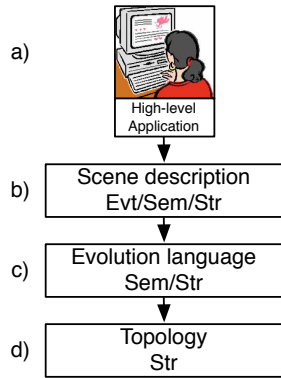 a)
High-level
Application
b)
Scene description
Evt/Sem/Str
c)
Evolution language
Sem/Str
d)
Topology
Str